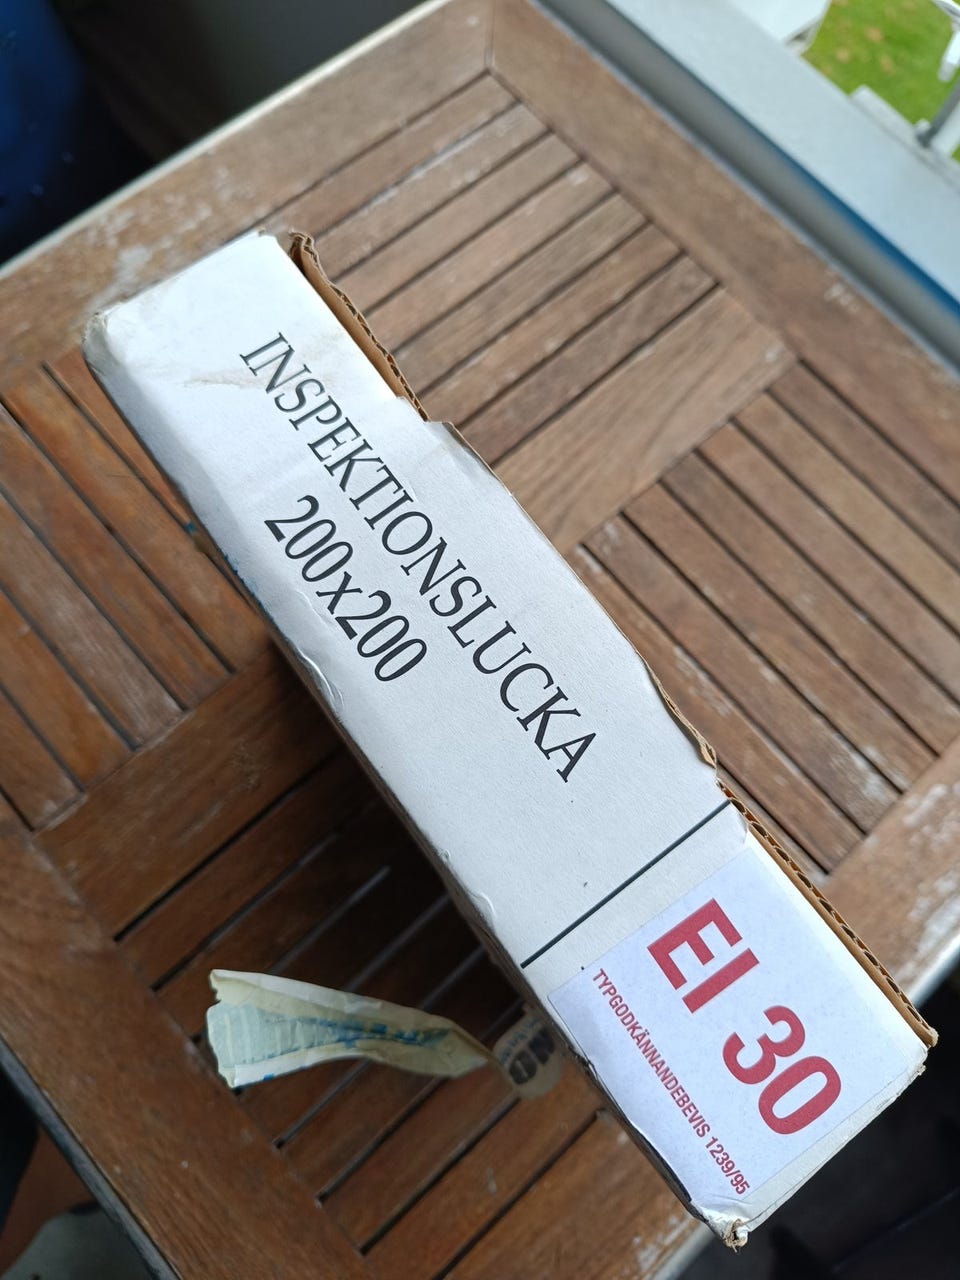 INSPEKTIONSLUCKA
200x200
EI 30
TYPGODKÄNNANDEBEVIS 1239/95